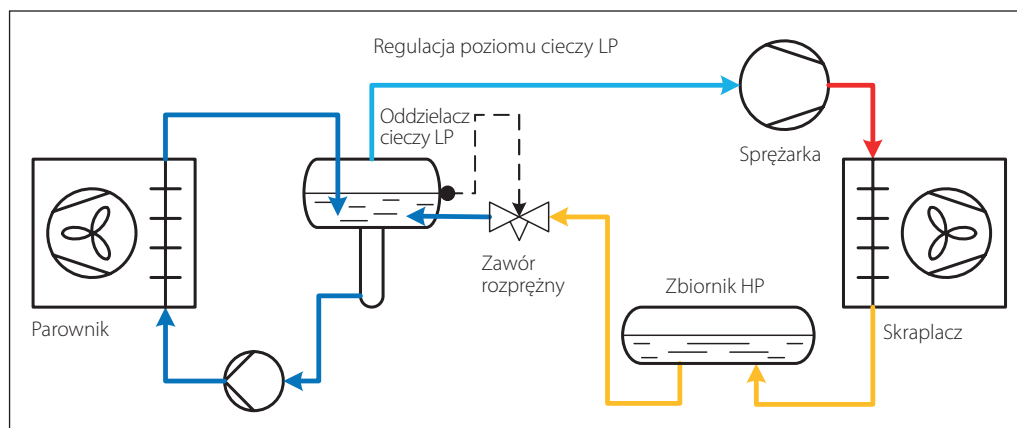 Regulacja poziomu cieczy LP
Oddzielacz
cieczy LP
Sprężarka
Zawór
rozprężny
Zbiornik HP
Parownik
Skraplacz